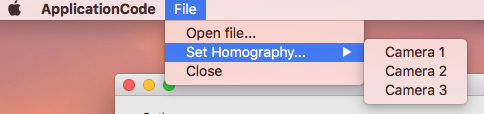 ApplicationCode File
Open file...
Set Homography...
Close
Camera 1
Camera 2
Camera 3